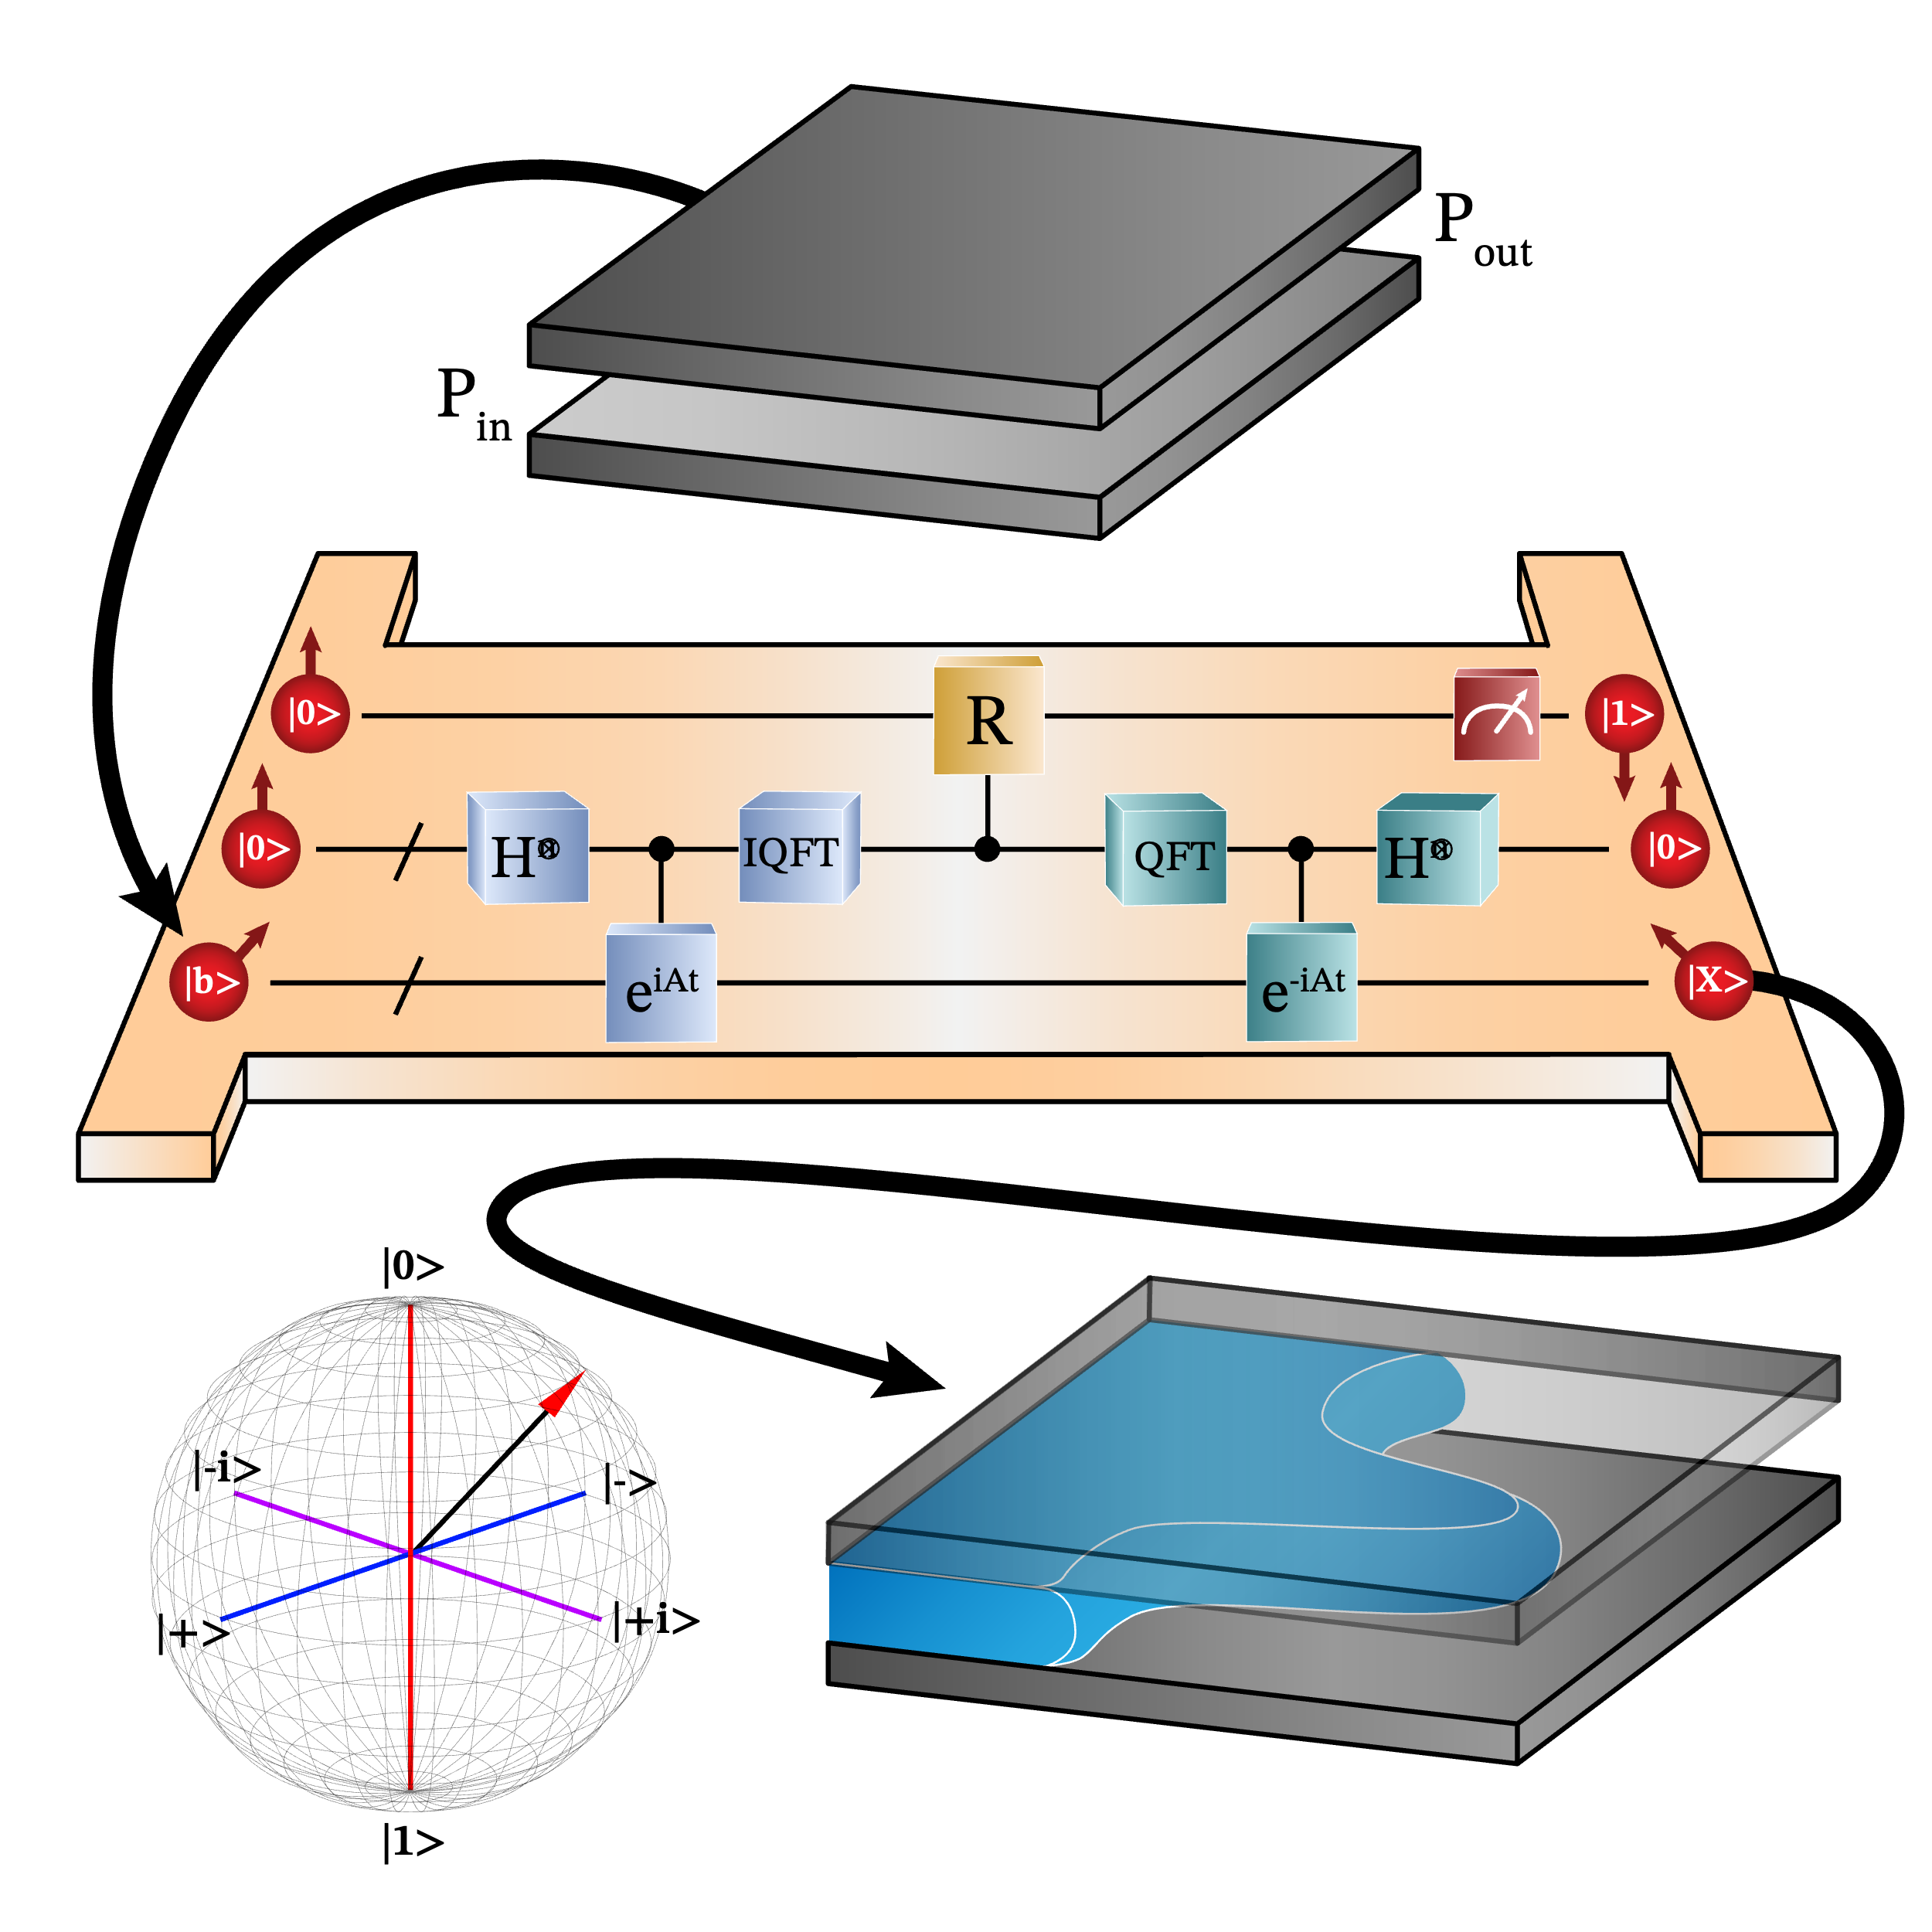 P out
P in
|0> R |1>
|0> H⊗ IQFT QFT H⊗ |0>
|b> e^iAt e^-iAt |X>
|0>
|-i> |->
|+> |+i>
|1>